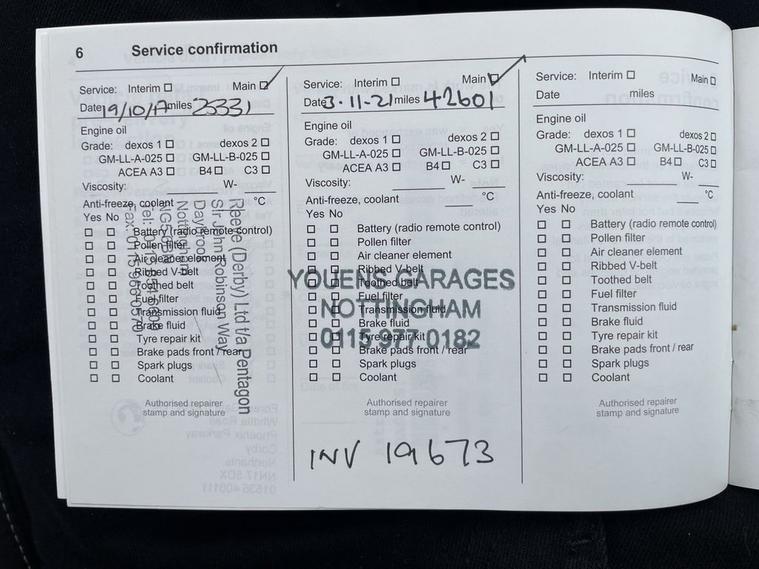 6 Service confirmation
Service: Interim ☐ Main ☐
Date 19/10/17 miles 25331
Engine oil
Grade: dexos 1 ☐ dexos 2 ☐
GM-LL-A-025 ☐ GM-LL-B-025 ☐
ACEA A3 ☐ B4 ☐ C3 ☐
Viscosity: W-
Anti-freeze, coolant °C
Yes No
☐ ☐ Battery (radio remote control)
☐ ☐ Pollen filter
☐ ☐ Air cleaner element
☐ ☐ Ribbed V-belt
☐ ☐ Toothed belt
☐ ☐ Fuel filter
☐ ☐ Transmission fluid
☐ ☐ Brake fluid
☐ ☐ Tyre repair kit
☐ ☐ Brake pads front / rear
☐ ☐ Spark plugs
☐ ☐ Coolant
Authorised repairer
stamp and signature
Reeve (Derby) Ltd t/a Pentagon
Sir John Robinson Way
Nottingham
Service: Interim ☐ Main ☐
Date 3-11-21 miles 42601
Engine oil
Grade: dexos 1 ☐ dexos 2 ☐
GM-LL-A-025 ☐ GM-LL-B-025 ☐
ACEA A3 ☐ B4 ☐ C3 ☐
Viscosity: W-
Anti-freeze, coolant °C
Yes No
☐ ☐ Battery (radio remote control)
☐ ☐ Pollen filter
☐ ☐ Air cleaner element
☐ ☐ Ribbed V-belt
☐ ☐ Toothed belt
☐ ☐ Fuel filter
☐ ☐ Transmission fluid
☐ ☐ Brake fluid
☐ ☐ Tyre repair kit
☐ ☐ Brake pads front / rear
☐ ☐ Spark plugs
☐ ☐ Coolant
YOUENS GARAGES
NOTTINGHAM
0115 977 0182
Authorised repairer
stamp and signature
INV 19673
Service: Interim ☐ Main ☐
Date miles
Engine oil
Grade: dexos 1 ☐ dexos 2 ☐
GM-LL-A-025 ☐ GM-LL-B-025 ☐
ACEA A3 ☐ B4 ☐ C3 ☐
Viscosity: W-
Anti-freeze, coolant °C
Yes No
☐ ☐ Battery (radio remote control)
☐ ☐ Pollen filter
☐ ☐ Air cleaner element
☐ ☐ Ribbed V-belt
☐ ☐ Toothed belt
☐ ☐ Fuel filter
☐ ☐ Transmission fluid
☐ ☐ Brake fluid
☐ ☐ Tyre repair kit
☐ ☐ Brake pads front / rear
☐ ☐ Spark plugs
☐ ☐ Coolant
Authorised repairer
stamp and signature